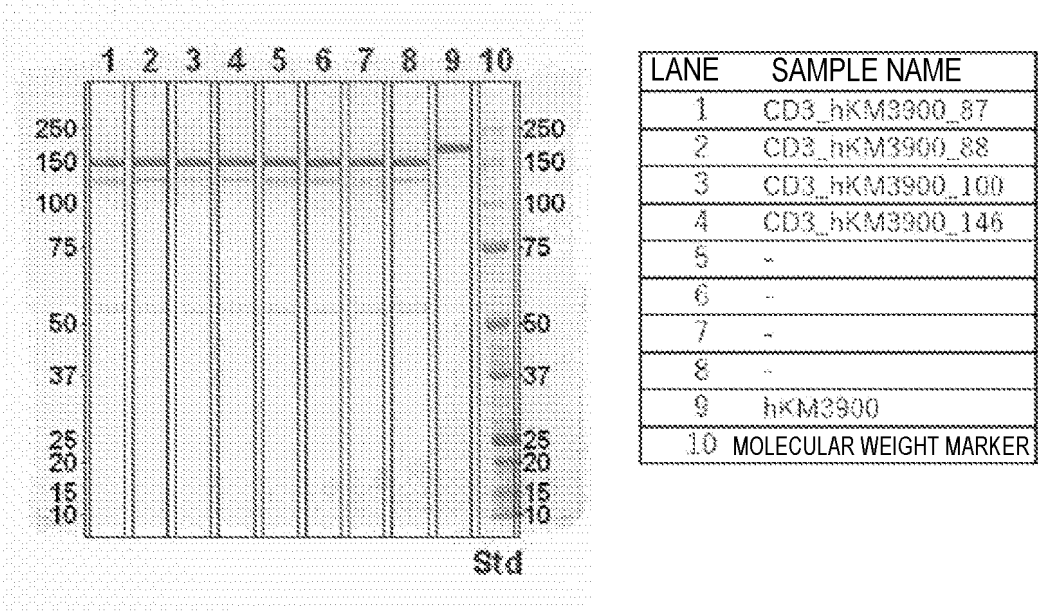 1 2 3 4 5 6 7 8 9 10
250 250
150 150
100 100
75 75
50 50
37 37
25 25
20 20
15 15
10 10
Std
LANE SAMPLE NAME
1 CD3_hKM3900_87
2 CD3_hKM3900_88
3 CD3_hKM3900_100
4 CD3_hKM3900_146
5 -
6 -
7 -
8 -
9 hKM3900
10 MOLECULAR WEIGHT MARKER